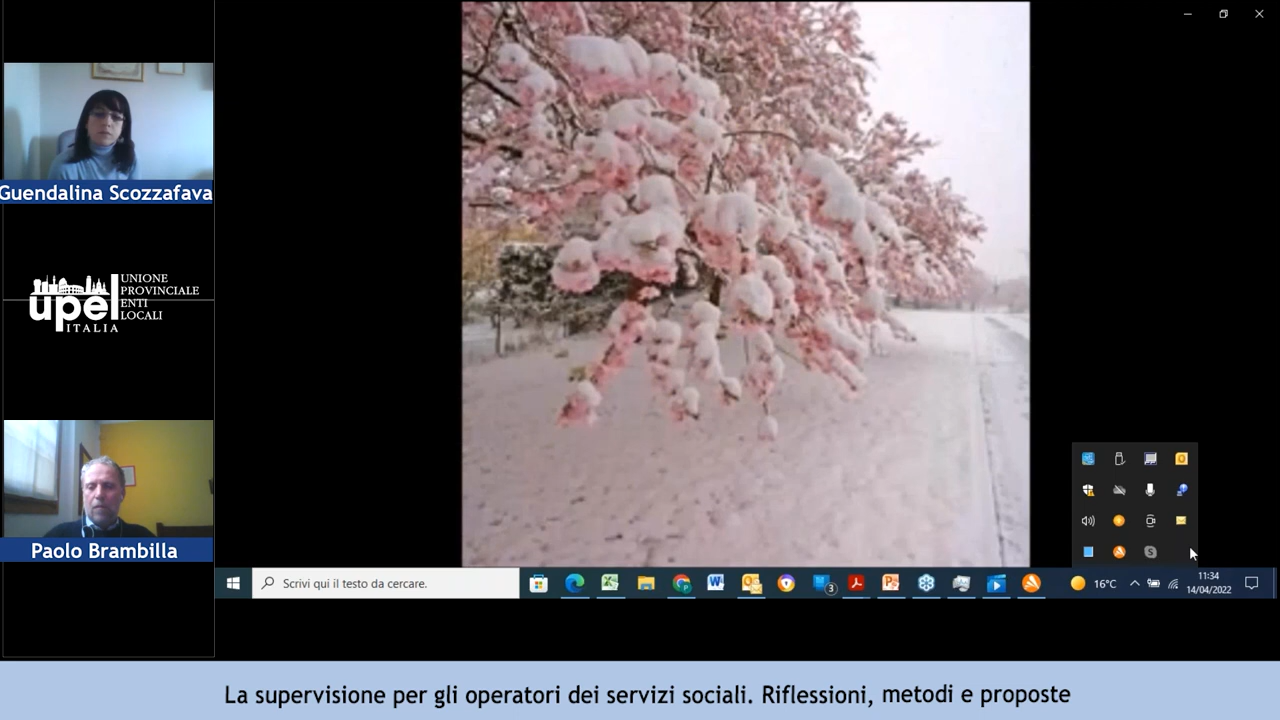 Guendalina Scozzafava
upel
UNIONE
PROVINCIALE
ENTI
LOCALI
ITALIA
Paolo Brambilla
Scrivi qui il testo da cercare.
3
16°C
11:34
14/04/2022
La supervisione per gli operatori dei servizi sociali. Riflessioni, metodi e proposte